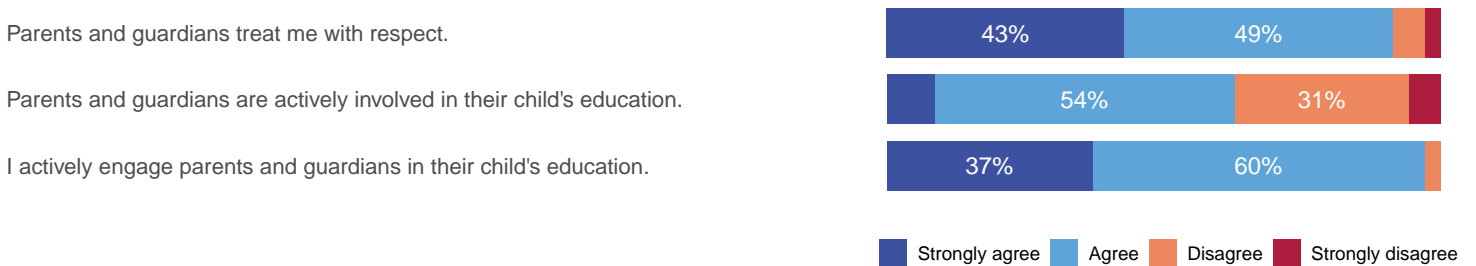 Parents and guardians treat me with respect. 43% 49%
Parents and guardians are actively involved in their child's education. 54% 31%
I actively engage parents and guardians in their child's education. 37% 60%
Strongly agree Agree Disagree Strongly disagree